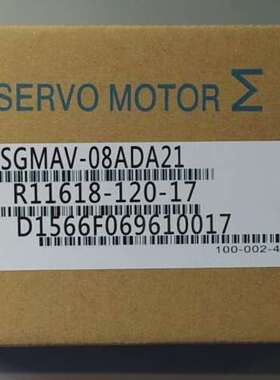 SERVO MOTOR Σ
SGMAV-08ADA21
R11618-120-17
D1566F069610017
100-002-4